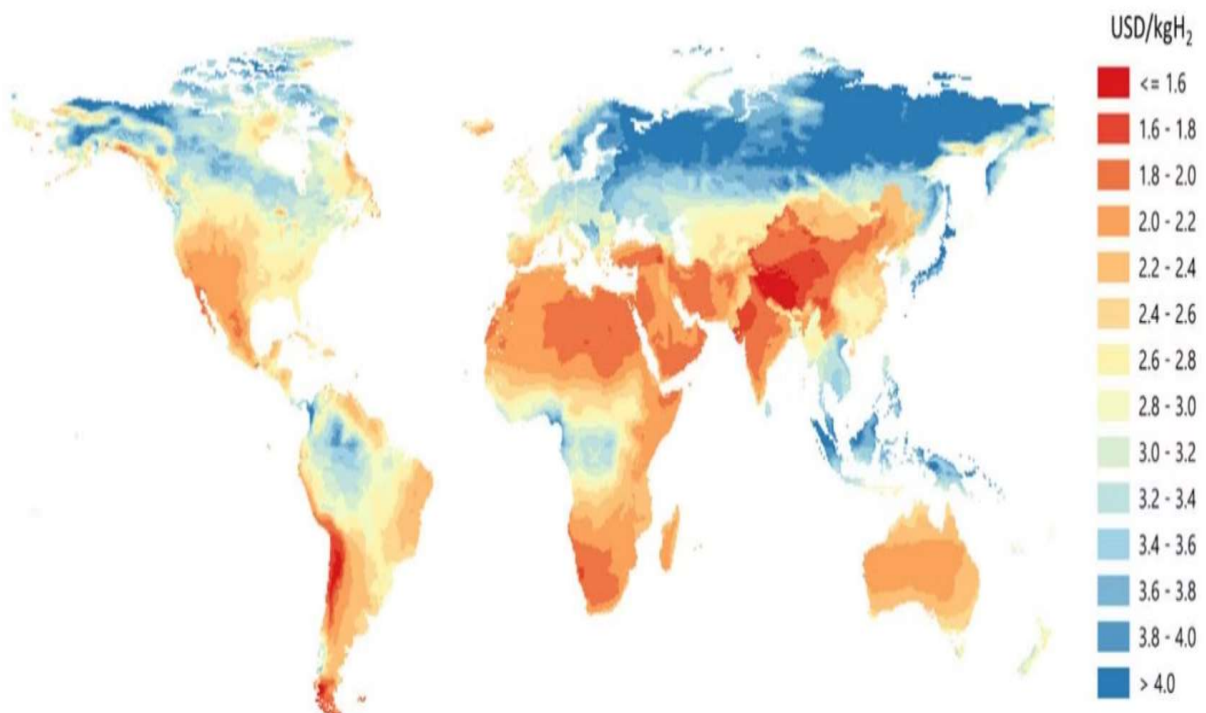 USD/kgH₂
<= 1.6
1.6 - 1.8
1.8 - 2.0
2.0 - 2.2
2.2 - 2.4
2.4 - 2.6
2.6 - 2.8
2.8 - 3.0
3.0 - 3.2
3.2 - 3.4
3.4 - 3.6
3.6 - 3.8
3.8 - 4.0
> 4.0